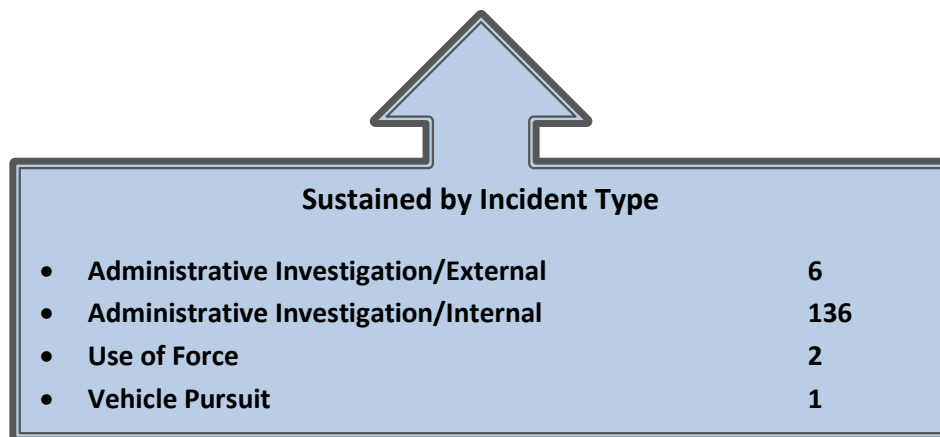 Sustained by Incident Type
• Administrative Investigation/External 6
• Administrative Investigation/Internal 136
• Use of Force 2
• Vehicle Pursuit 1